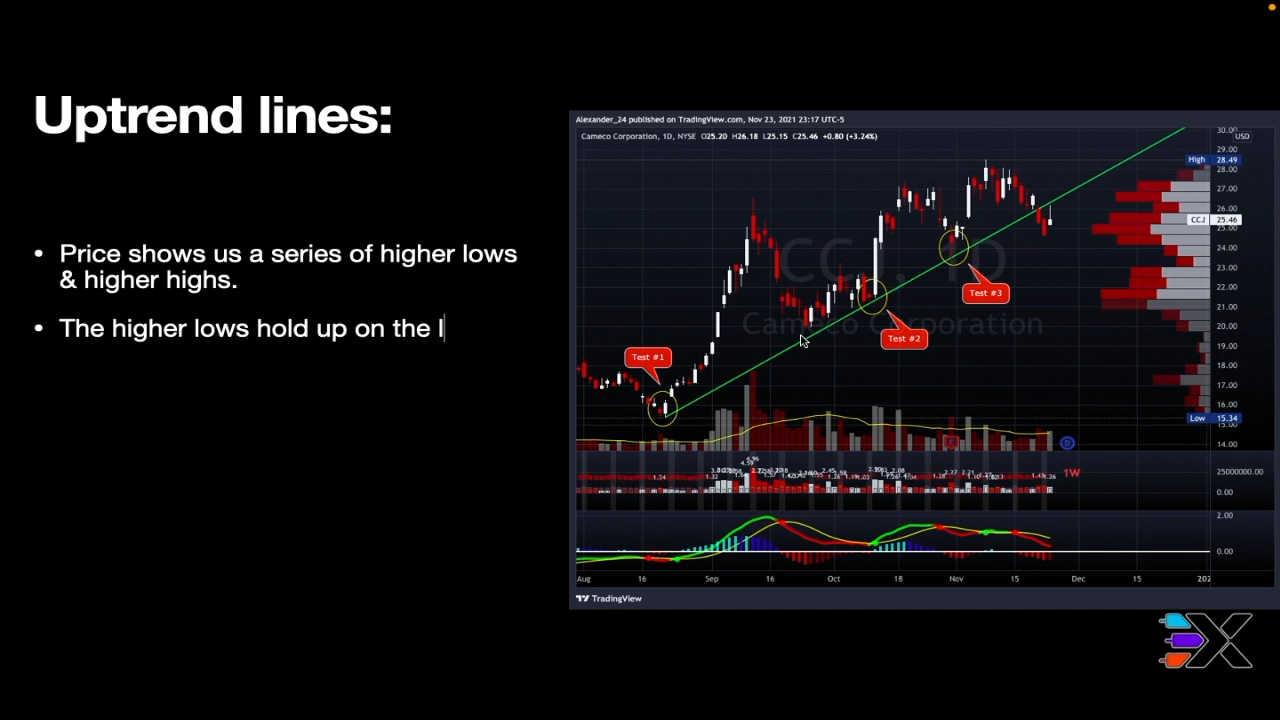 Uptrend lines:
• Price shows us a series of higher lows
& higher highs.
• The higher lows hold up on the l
Alexander_24 published on TradingView.com, Nov 23, 2021 23:17 UTC-5
Cameco Corporation, 1D, NYSE O25.20 H26.18 L25.15 C25.46 +0.80 (+3.24%)
30.00
USD
29.00
High 28.49
28.00
27.00
26.00
CCJ 25.46
25.00
24.00
23.00
22.00
21.00
20.00
19.00
18.00
17.00
16.00
Low 15.34
15.00
14.00
CCJ, 1D
Cameco Corporation
Test #1
Test #2
Test #3
1W
25000000.00
0.00
2.00
0.00
Aug 16 Sep 16 Oct 18 Nov 15 Dec 15 202
TradingView